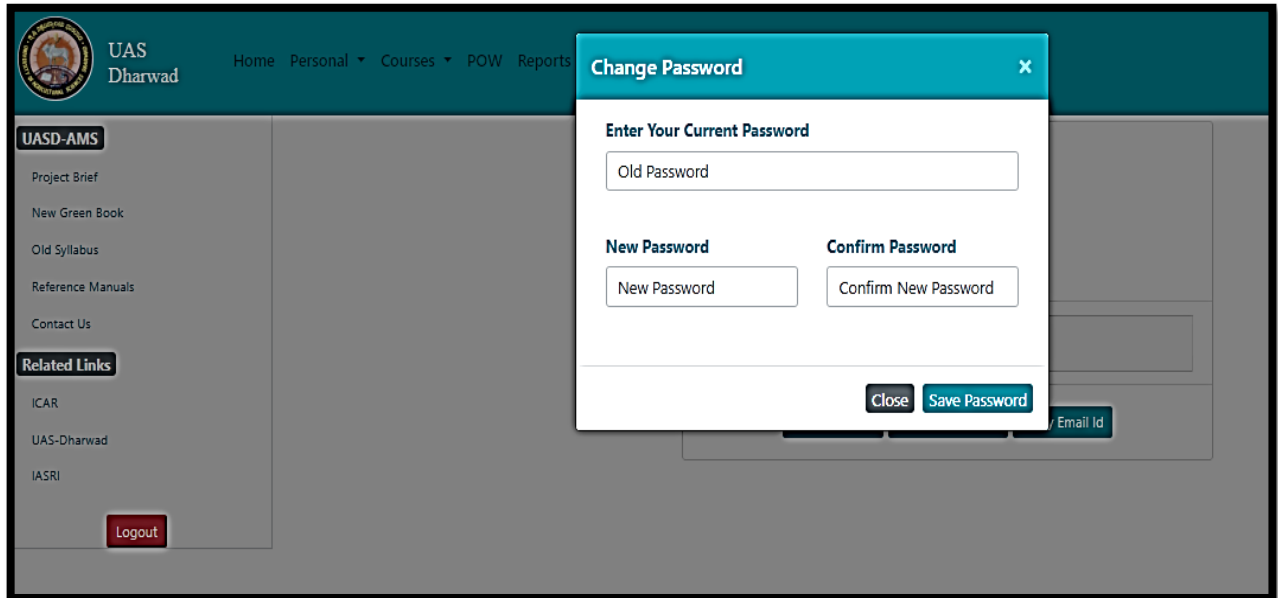 UAS
Dharwad
Home Personal Courses POW Reports
Change Password
×
UASD-AMS
Project Brief
New Green Book
Old Syllabus
Reference Manuals
Contact Us
Related Links
ICAR
UAS-Dharwad
IASRI
Logout
Enter Your Current Password
Old Password
New Password Confirm Password
New Password Confirm New Password
Close Save Password
Email Id